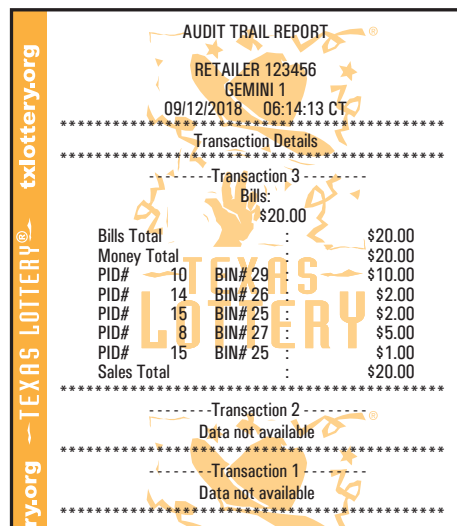 AUDIT TRAIL REPORT
®
RETAILER 123456
GEMINI 1
09/12/2018 06:14:13 CT
********************************************
Transaction Details
********************************************
- - - - - - - -Transaction 3 - - - - - - - -
Bills:
$20.00
Bills Total : $20.00
Money Total : $20.00
PID# 10 BIN# 29 : $10.00
PID# 14 BIN# 26 : $2.00
PID# 15 BIN# 25 : $2.00
PID# 8 BIN# 27 : $5.00
PID# 15 BIN# 25 : $1.00
Sales Total : $20.00
********************************************
- - - - - - - -Transaction 2 - - - - - - - -
Data not available
********************************************
- - - - - - - -Transaction 1 - - - - - - - -
Data not available
********************************************
TEXAS
LOTTERY
®
txlottery.org
TEXAS LOTTERY®
ry.org